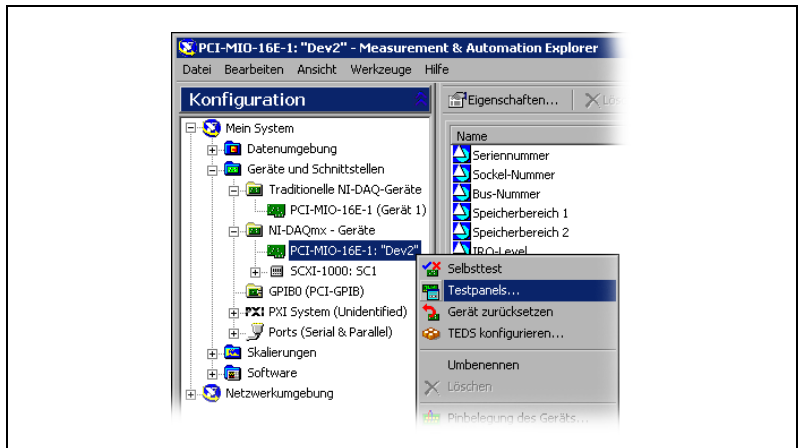 PCI-MIO-16E-1: "Dev2" - Measurement & Automation Explorer
Datei Bearbeiten Ansicht Werkzeuge Hilfe
Konfiguration
Mein System
Datenumgebung
Geräte und Schnittstellen
Traditionelle NI-DAQ-Geräte
PCI-MIO-16E-1 (Gerät 1)
NI-DAQmx - Geräte
PCI-MIO-16E-1: "Dev2"
SCXI-1000: SC1
GPIB0 (PCI-GPIB)
PXI PXI System (Unidentified)
Ports (Serial & Parallel)
Skalierungen
Software
Netzwerkumgebung
Eigenschaften...
Name
Seriennummer
Sockel-Nummer
Bus-Nummer
Speicherbereich 1
Speicherbereich 2
IRQ-Level
Selbsttest
Testpanels...
Gerät zurücksetzen
TEDS konfigurieren...
Umbenennen
Löschen
Pinbelegung des Geräts...